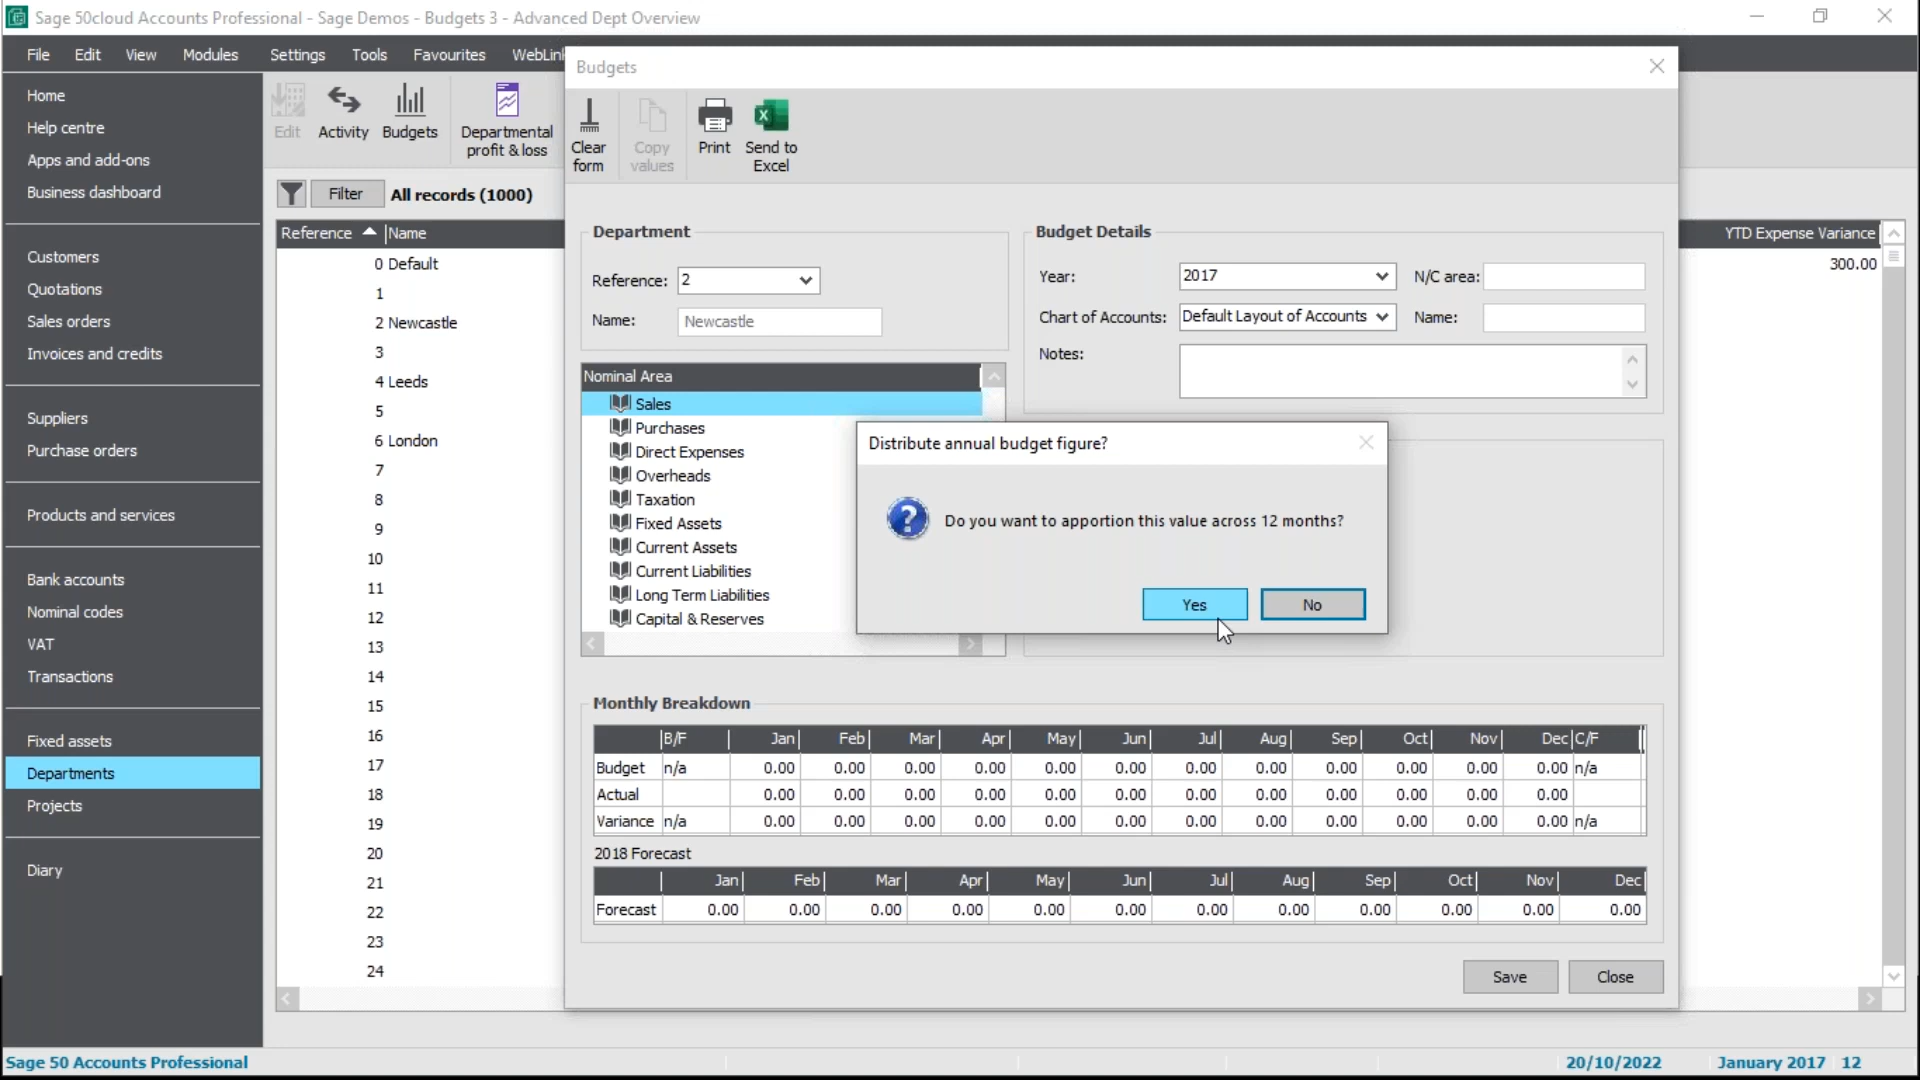 Sage 50cloud Accounts Professional - Sage Demos - Budgets 3 - Advanced Dept Overview
File Edit View Modules Settings Tools Favourites WebLink
Home
Help centre
Apps and add-ons
Business dashboard
Customers
Quotations
Sales orders
Invoices and credits
Suppliers
Purchase orders
Products and services
Bank accounts
Nominal codes
VAT
Transactions
Fixed assets
Departments
Projects
Diary
Edit Activity Budgets Departmental profit & loss
Filter All records (1000)
Reference Name YTD Expense Variance
0 Default 300.00
1
2 Newcastle
3
4 Leeds
5
6 London
7
8
9
10
11
12
13
14
15
16
17
18
19
20
21
22
23
24
Budgets
Clear form Copy values Print Send to Excel
Department
Reference: 2
Name: Newcastle
Budget Details
Year: 2017 N/C area:
Chart of Accounts: Default Layout of Accounts Name:
Notes:
Nominal Area
Sales
Purchases
Direct Expenses
Overheads
Taxation
Fixed Assets
Current Assets
Current Liabilities
Long Term Liabilities
Capital & Reserves
Distribute annual budget figure?
Do you want to apportion this value across 12 months?
Yes No
Monthly Breakdown
B/F Jan Feb Mar Apr May Jun Jul Aug Sep Oct Nov Dec C/F
Budget n/a 0.00 0.00 0.00 0.00 0.00 0.00 0.00 0.00 0.00 0.00 0.00 0.00 n/a
Actual 0.00 0.00 0.00 0.00 0.00 0.00 0.00 0.00 0.00 0.00 0.00 0.00
Variance n/a 0.00 0.00 0.00 0.00 0.00 0.00 0.00 0.00 0.00 0.00 0.00 0.00 n/a
2018 Forecast
Jan Feb Mar Apr May Jun Jul Aug Sep Oct Nov Dec
Forecast 0.00 0.00 0.00 0.00 0.00 0.00 0.00 0.00 0.00 0.00 0.00 0.00
Save Close
Sage 50 Accounts Professional 20/10/2022 January 2017 12